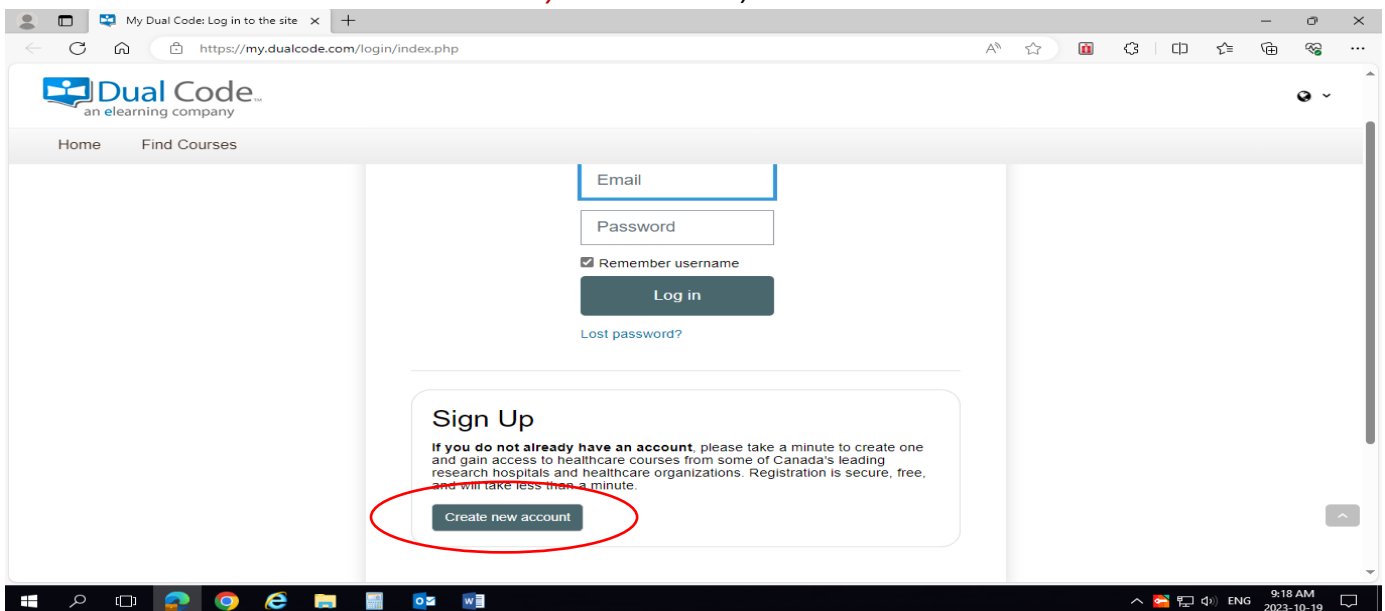 My Dual Code: Log in to the site
https://my.dualcode.com/login/index.php
Dual Code™
an elearning company
Home Find Courses
Email
Password
Remember username
Log in
Lost password?
Sign Up
If you do not already have an account, please take a minute to create one
and gain access to healthcare courses from some of Canada's leading
research hospitals and healthcare organizations. Registration is secure, free,
and will take less than a minute.
Create new account
ENG
9:18 AM
2023-10-19